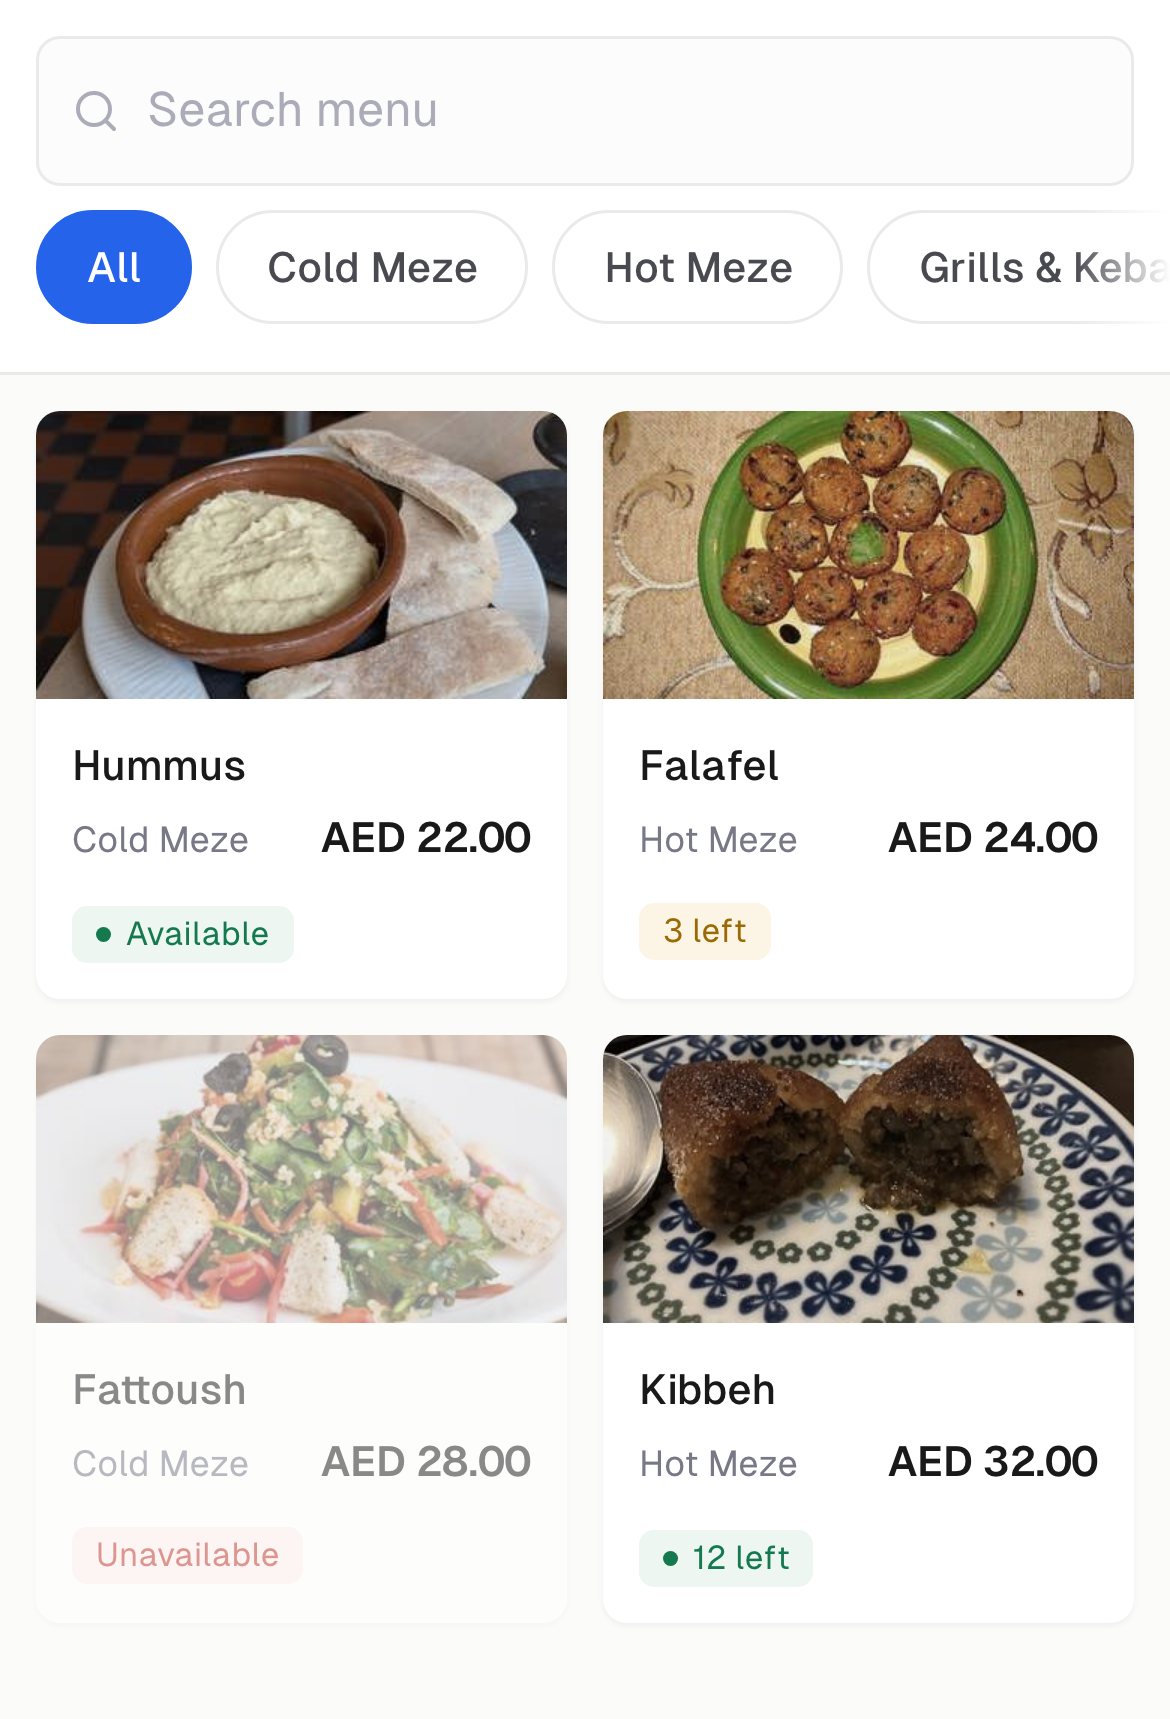 Search menu
All
Cold Meze
Hot Meze
Grills & Keba
Hummus
Cold Meze AED 22.00
Available
Falafel
Hot Meze AED 24.00
3 left
Fattoush
Cold Meze AED 28.00
Unavailable
Kibbeh
Hot Meze AED 32.00
12 left